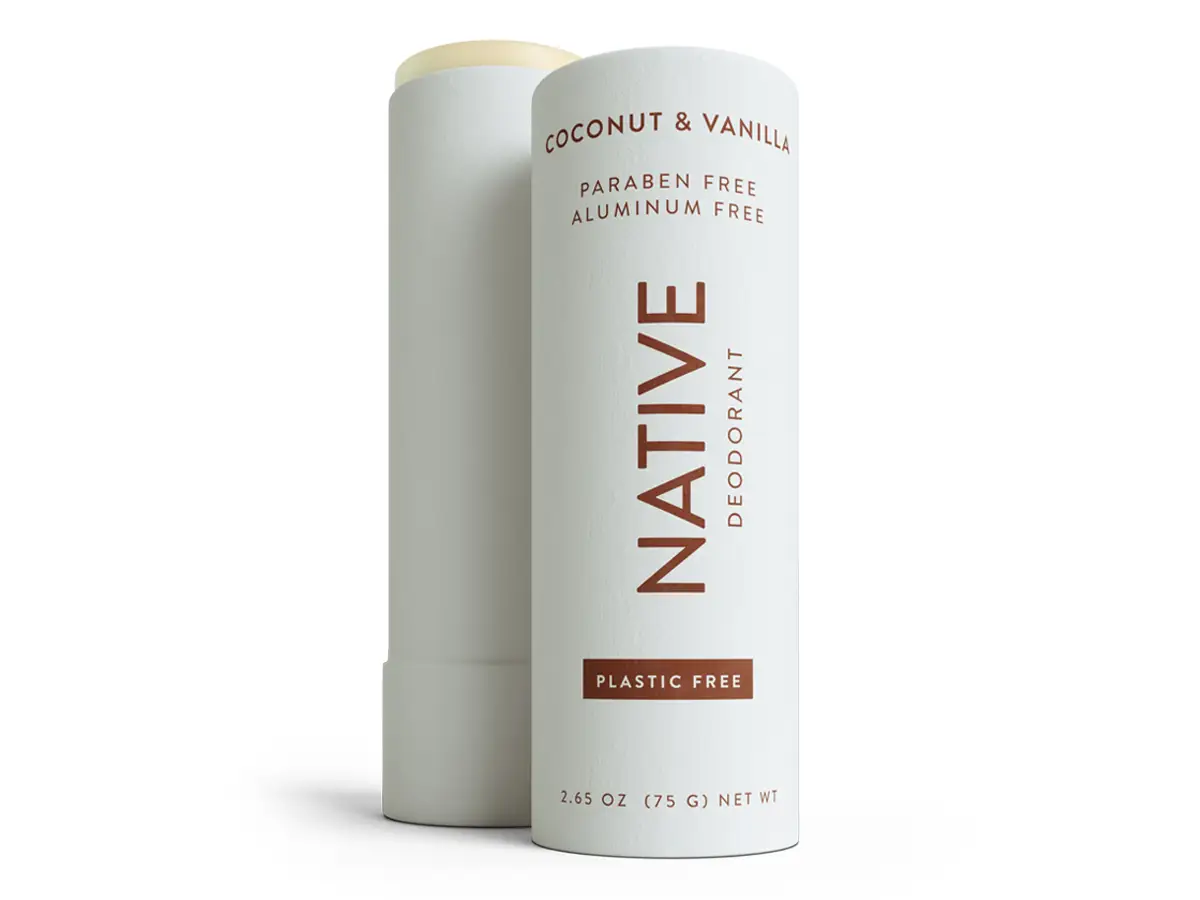 COCONUT & VANILLA
PARABEN FREE
ALUMINUM FREE
NATIVE
DEODORANT
PLASTIC FREE
2.65 OZ (75 G) NET WT